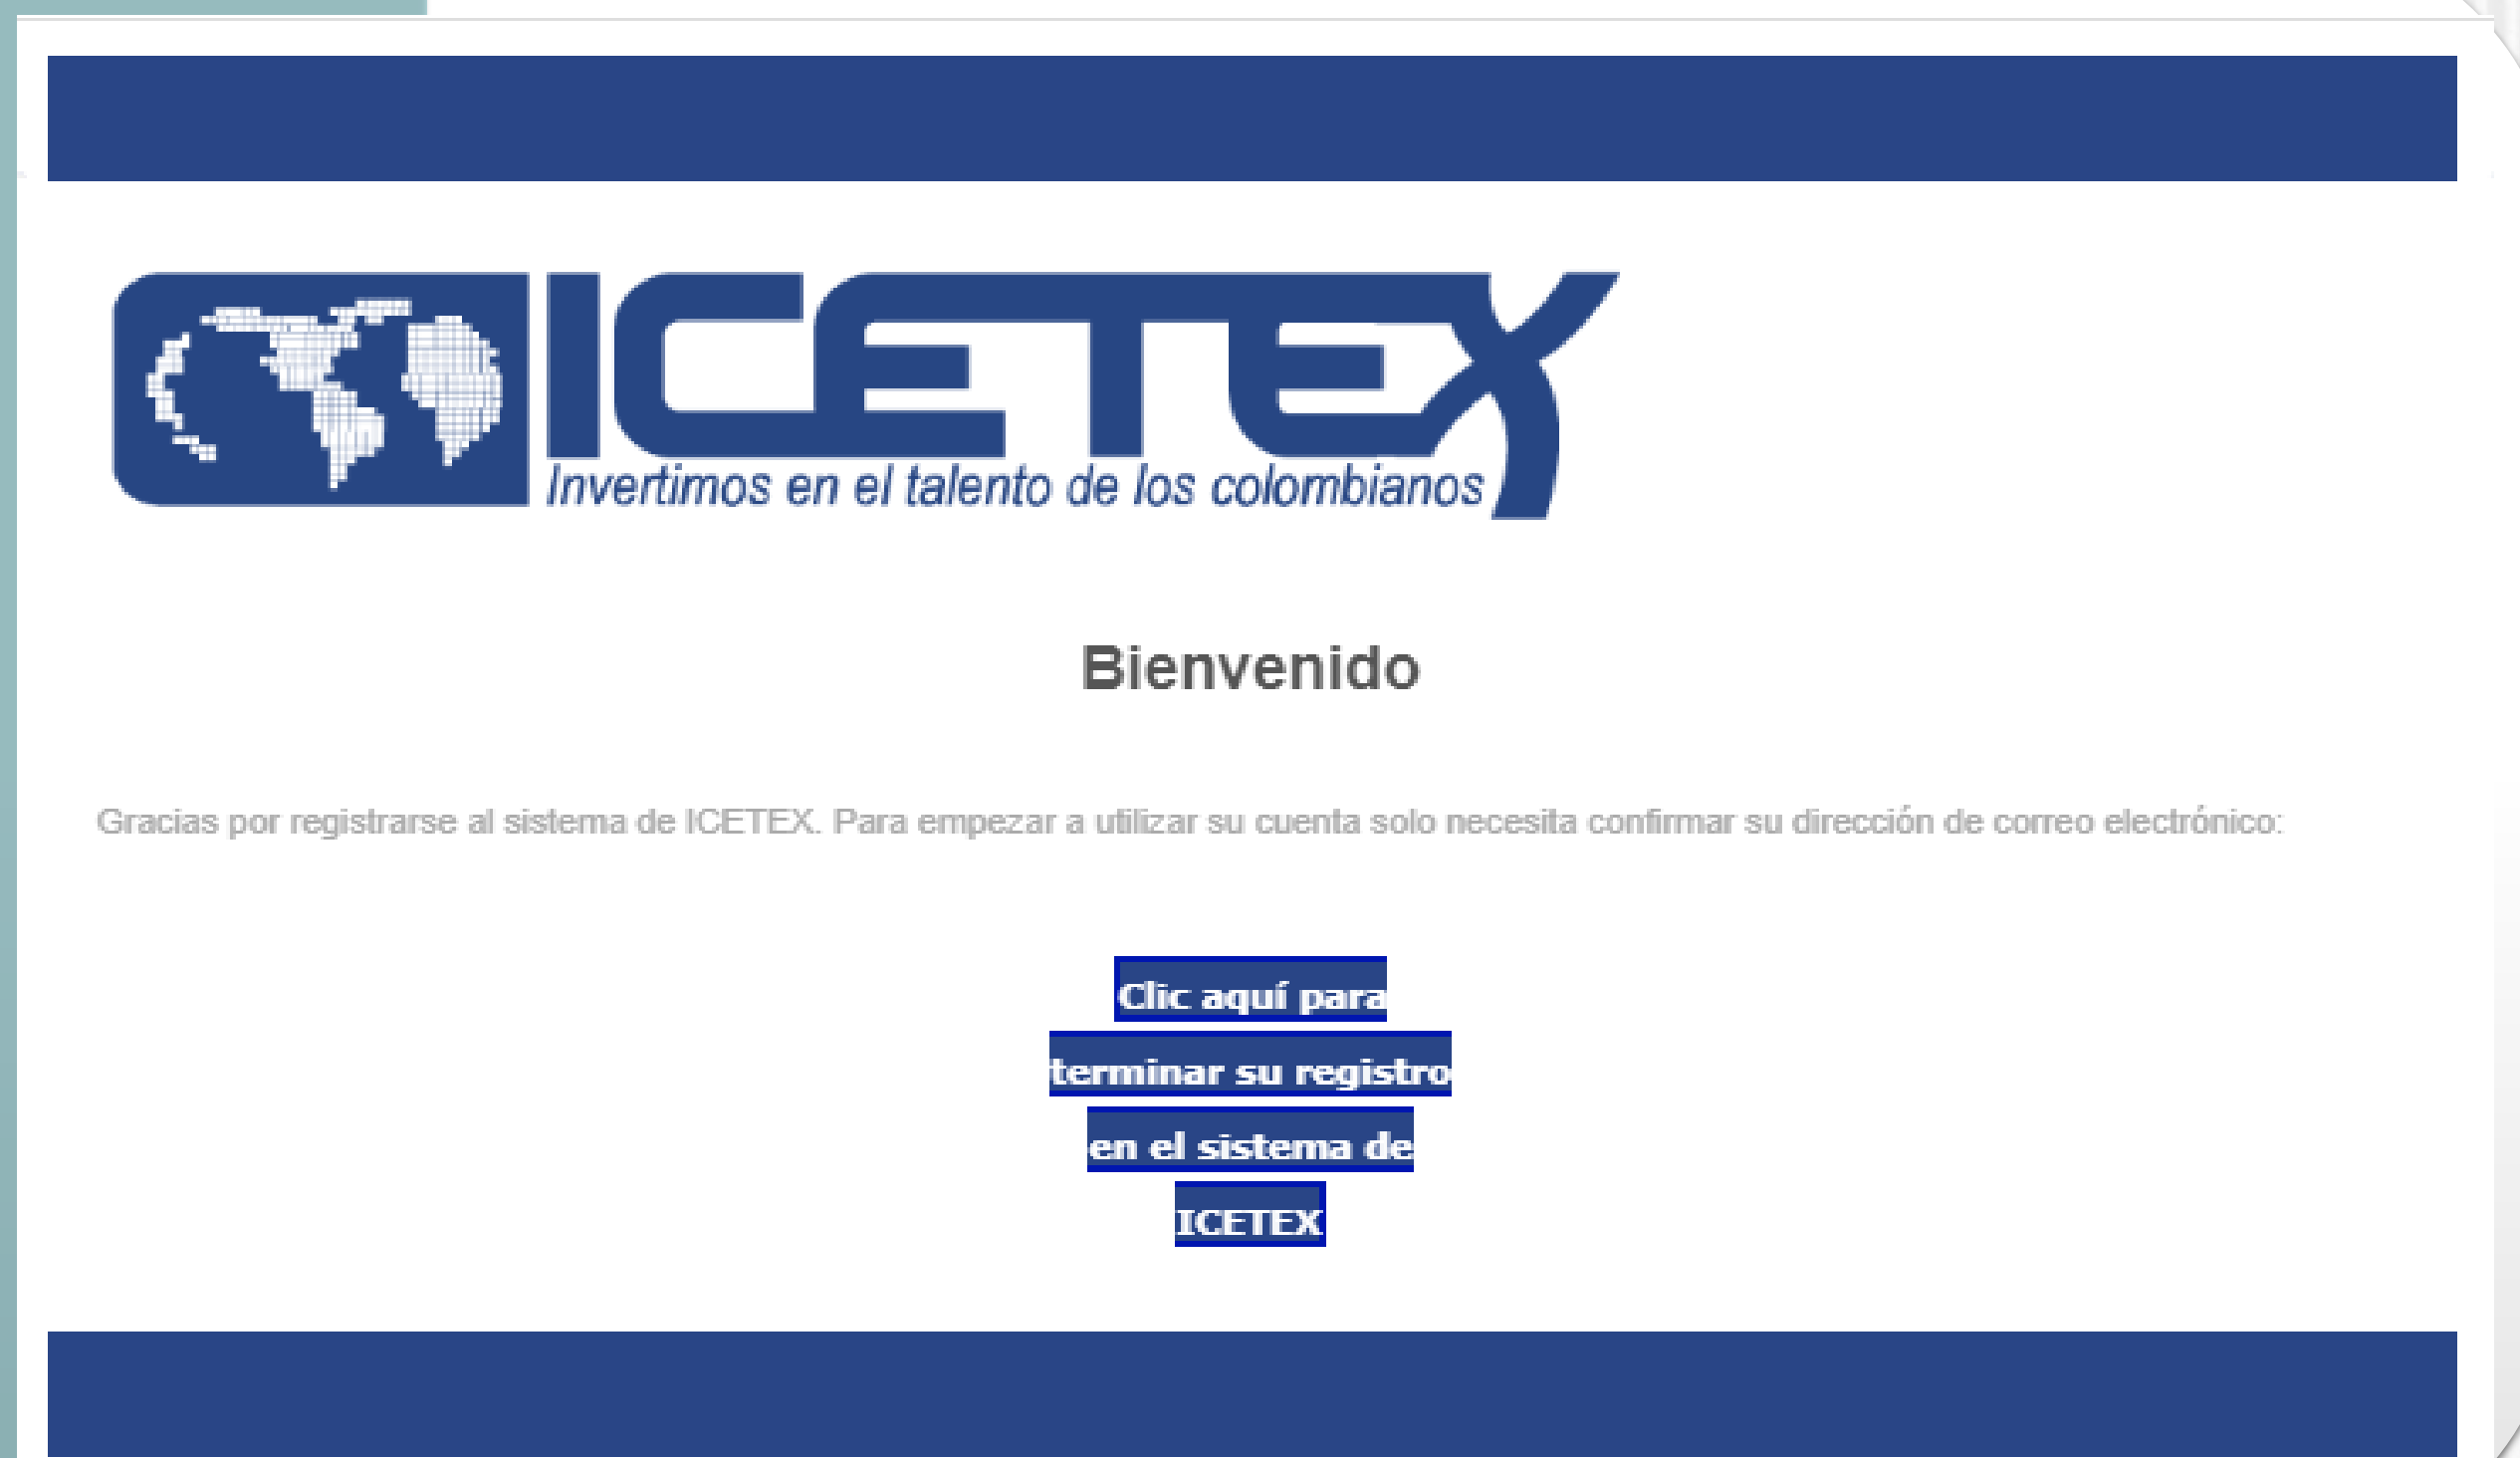 ICETEX
Invertimos en el talento de los colombianos
Bienvenido
Gracias por registrarse al sistema de ICETEX. Para empezar a utilizar su cuenta solo necesita confirmar su dirección de correo electrónico:
Clic aquí para
terminar su registro
en el sistema de
ICETEX